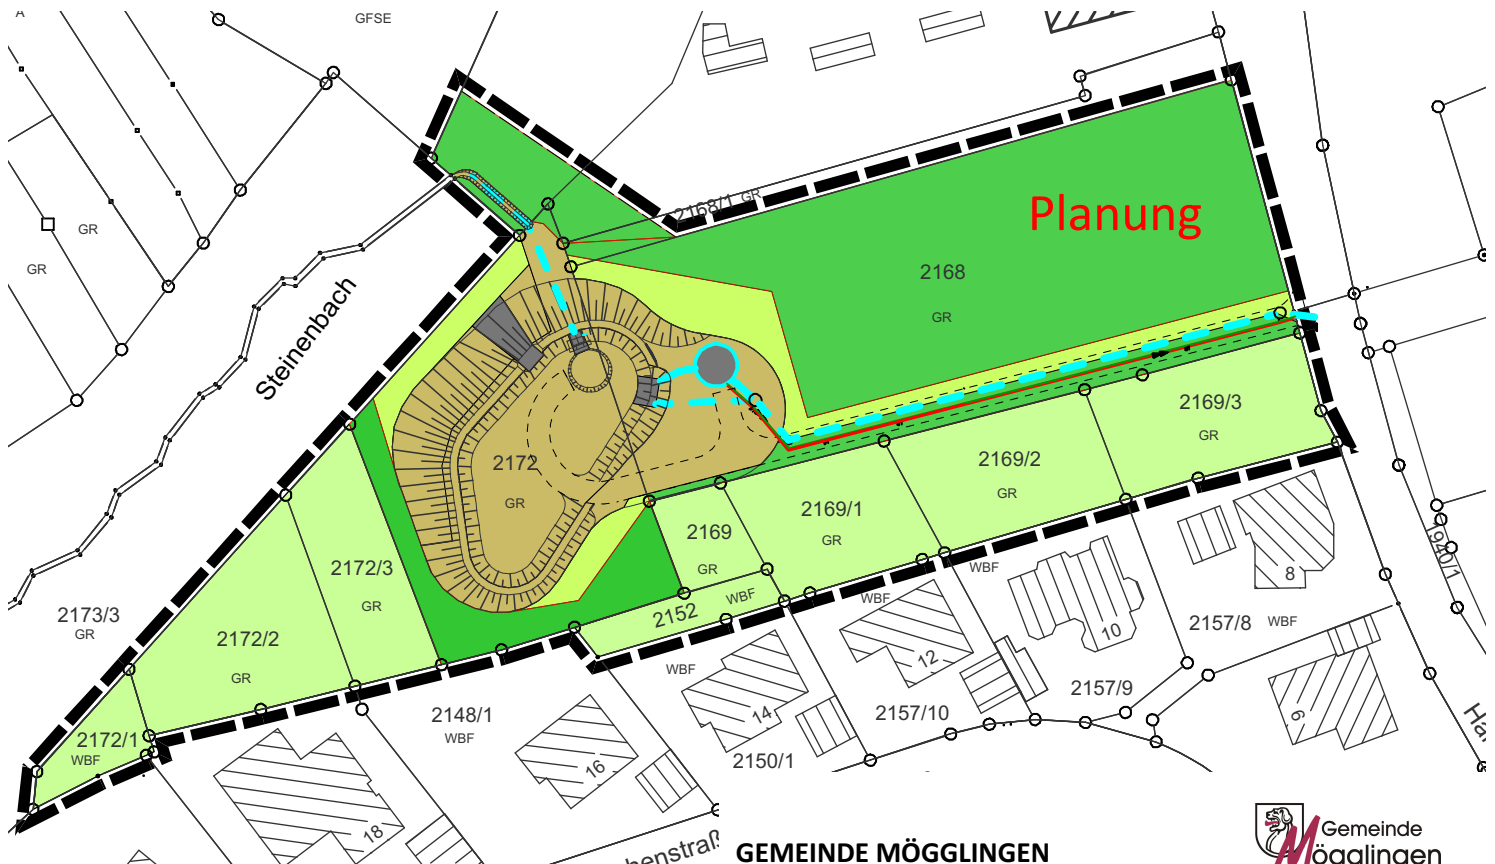 A
GFSE
GR
GR
Steinenbach
2168/1 GR
Planung
2168
GR
2169/3
GR
2169/2
GR
2169/1
GR
2169
GR
2172
GR
2172/3
GR
2172/2
GR
2172/1
WBF
2173/3
GR
2152 WBF
WBF
WBF
WBF
2148/1
WBF
2150/1
2157/10
2157/9
2157/8 WBF
1940/1
18
16
14
12
10
8
6
GEMEINDE MÖGGLINGEN
Gemeinde
Mögglingen